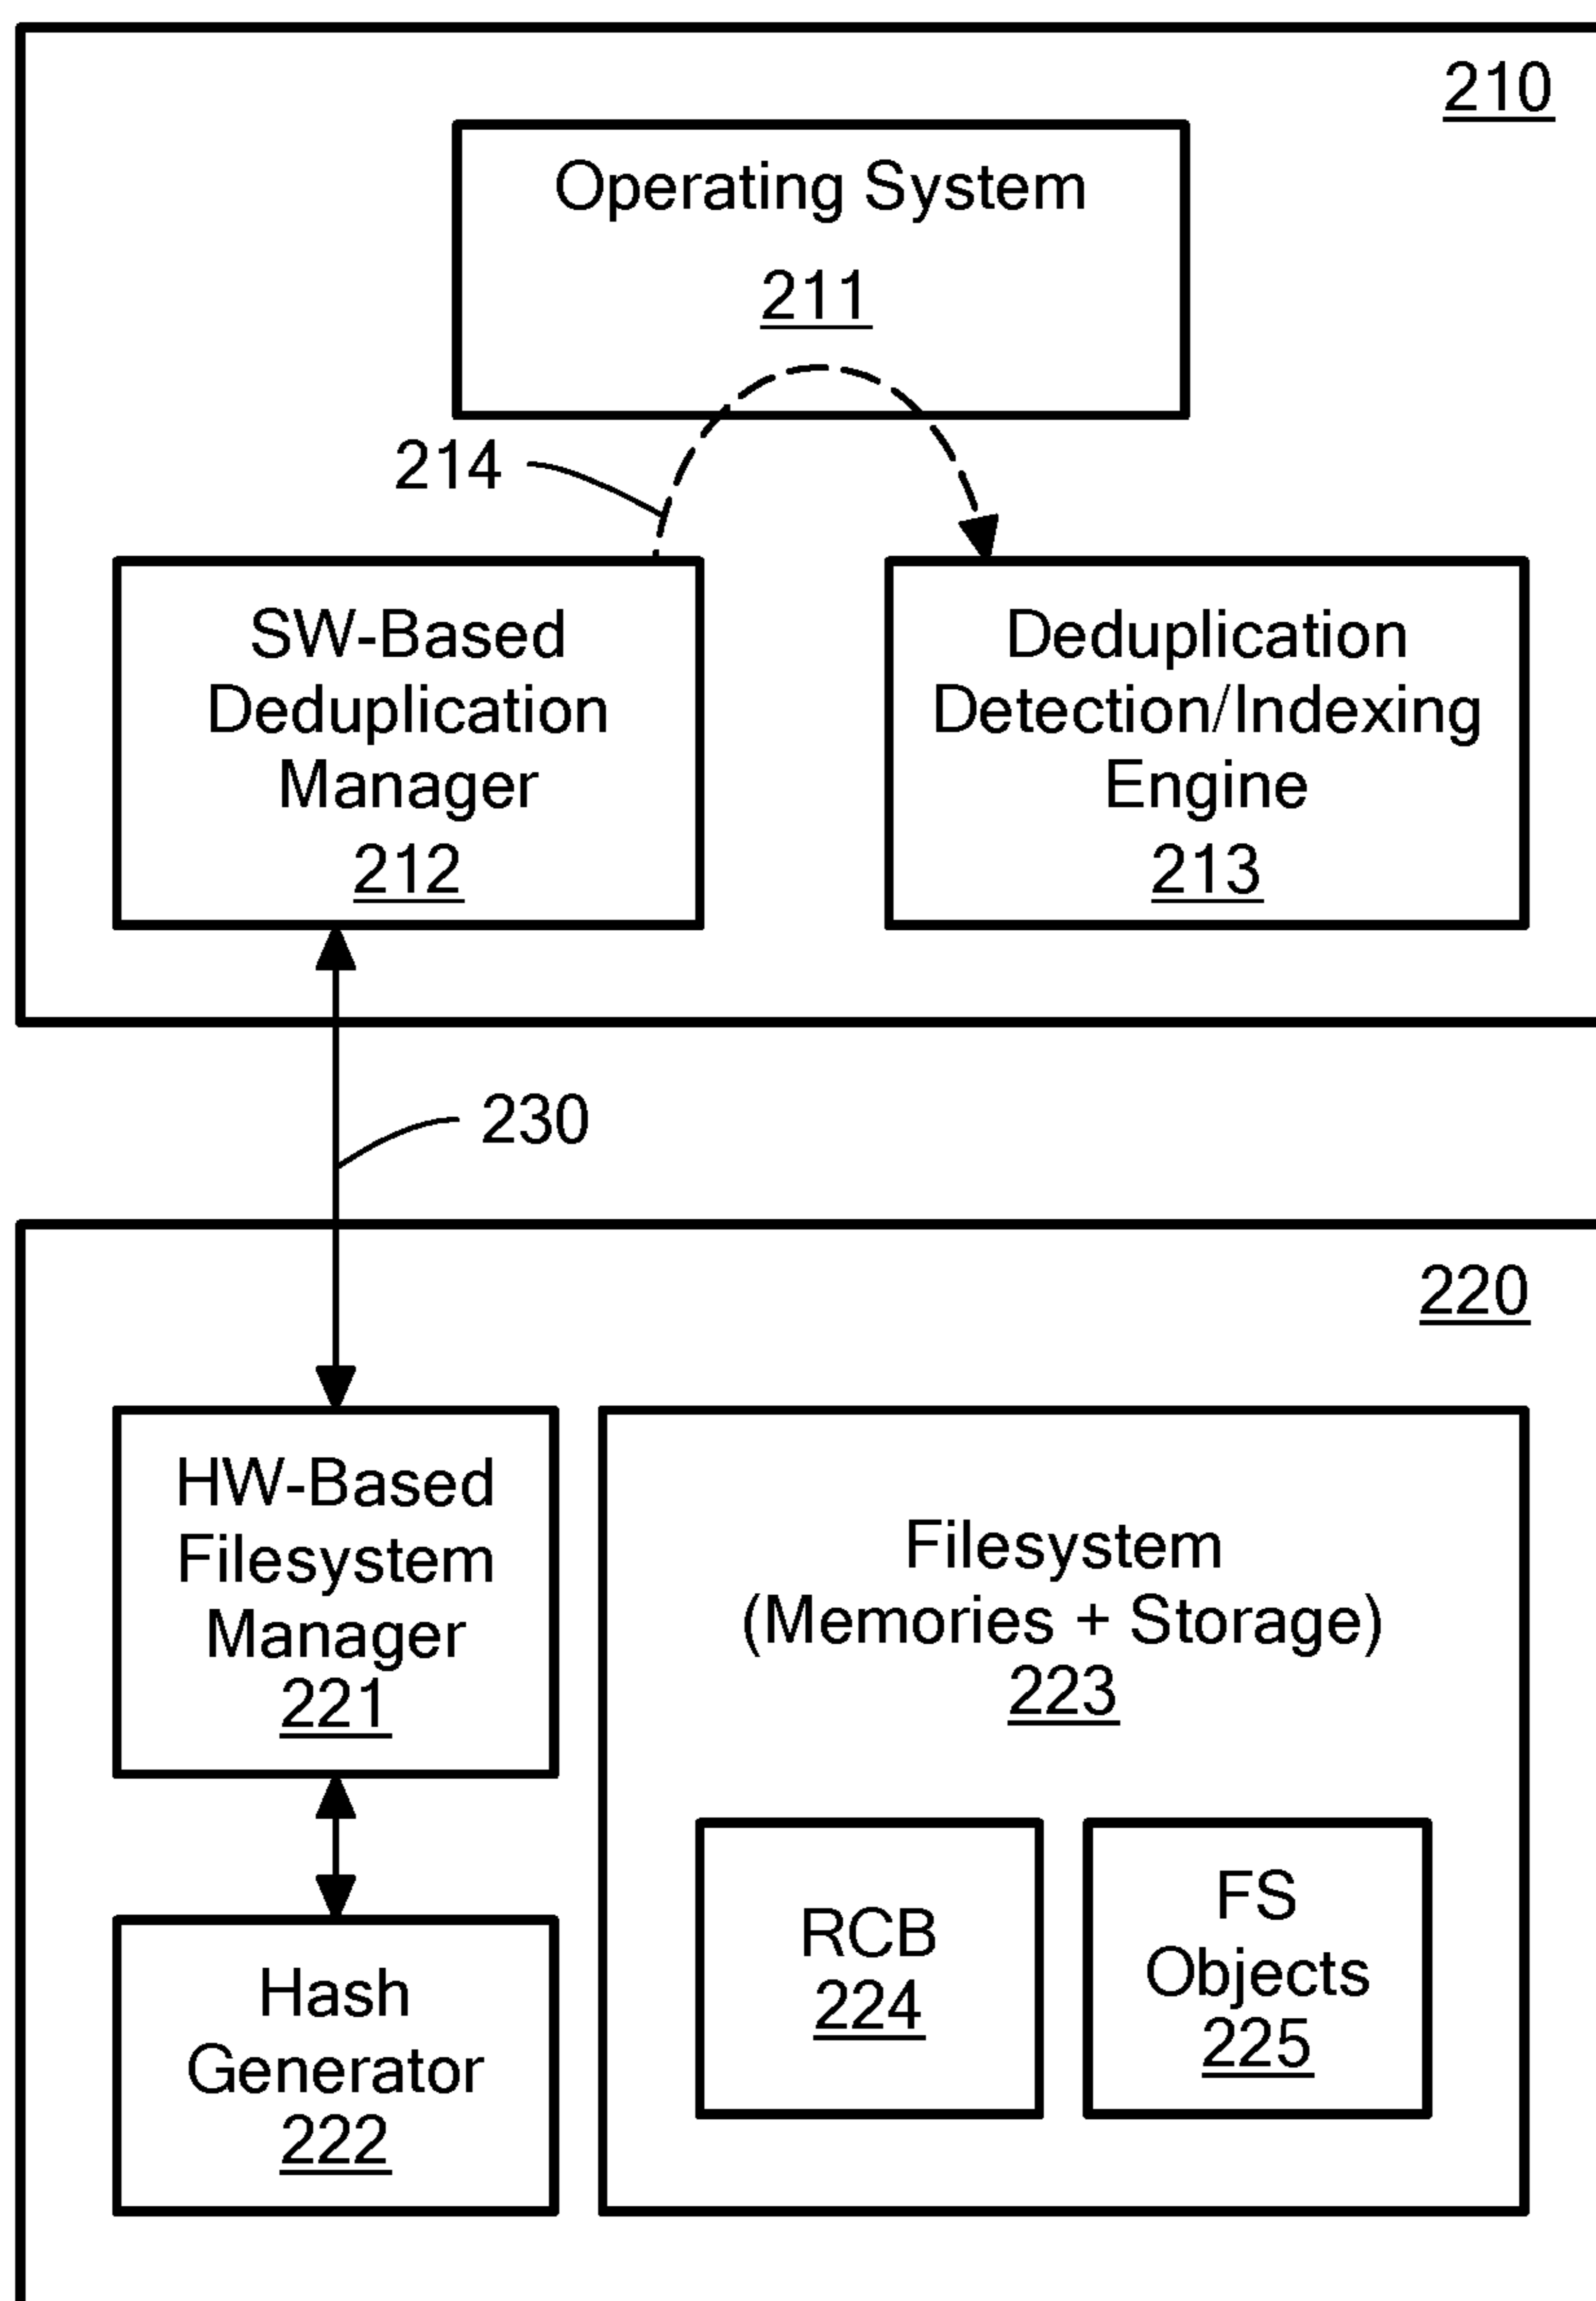 210
Operating System
211
214
SW-Based
Deduplication
Manager
212
Deduplication
Detection/Indexing
Engine
213
230
220
HW-Based
Filesystem
Manager
221
Filesystem
(Memories + Storage)
223
RCB
224
FS
Objects
225
Hash
Generator
222